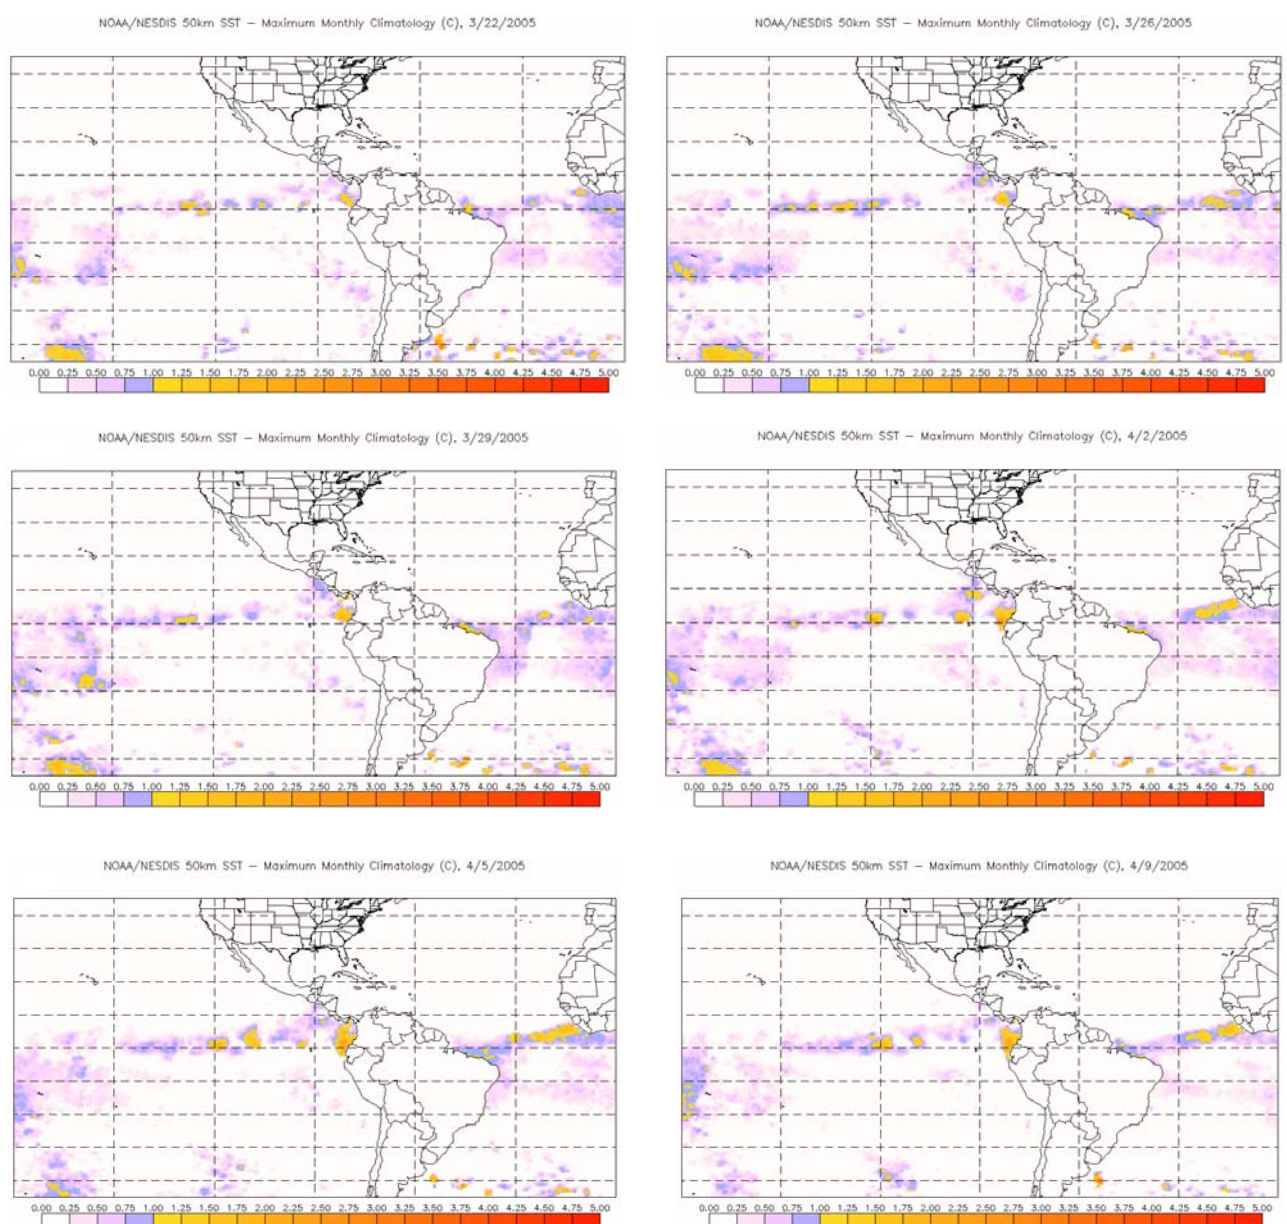 NOAA/NESDIS 50km SST – Maximum Monthly Climatology (C), 3/22/2005
0.00 0.25 0.50 0.75 1.00 1.25 1.50 1.75 2.00 2.25 2.50 2.75 3.00 3.25 3.50 3.75 4.00 4.25 4.50 4.75 5.00
NOAA/NESDIS 50km SST – Maximum Monthly Climatology (C), 3/26/2005
0.00 0.25 0.50 0.75 1.00 1.25 1.50 1.75 2.00 2.25 2.50 2.75 3.00 3.25 3.50 3.75 4.00 4.25 4.50 4.75 5.00
NOAA/NESDIS 50km SST – Maximum Monthly Climatology (C), 3/29/2005
0.00 0.25 0.50 0.75 1.00 1.25 1.50 1.75 2.00 2.25 2.50 2.75 3.00 3.25 3.50 3.75 4.00 4.25 4.50 4.75 5.00
NOAA/NESDIS 50km SST – Maximum Monthly Climatology (C), 4/2/2005
0.00 0.25 0.50 0.75 1.00 1.25 1.50 1.75 2.00 2.25 2.50 2.75 3.00 3.25 3.50 3.75 4.00 4.25 4.50 4.75 5.00
NOAA/NESDIS 50km SST – Maximum Monthly Climatology (C), 4/5/2005
0.00 0.25 0.50 0.75 1.00 1.25 1.50 1.75 2.00 2.25 2.50 2.75 3.00 3.25 3.50 3.75 4.00 4.25 4.50 4.75 5.00
NOAA/NESDIS 50km SST – Maximum Monthly Climatology (C), 4/9/2005
0.00 0.25 0.50 0.75 1.00 1.25 1.50 1.75 2.00 2.25 2.50 2.75 3.00 3.25 3.50 3.75 4.00 4.25 4.50 4.75 5.00